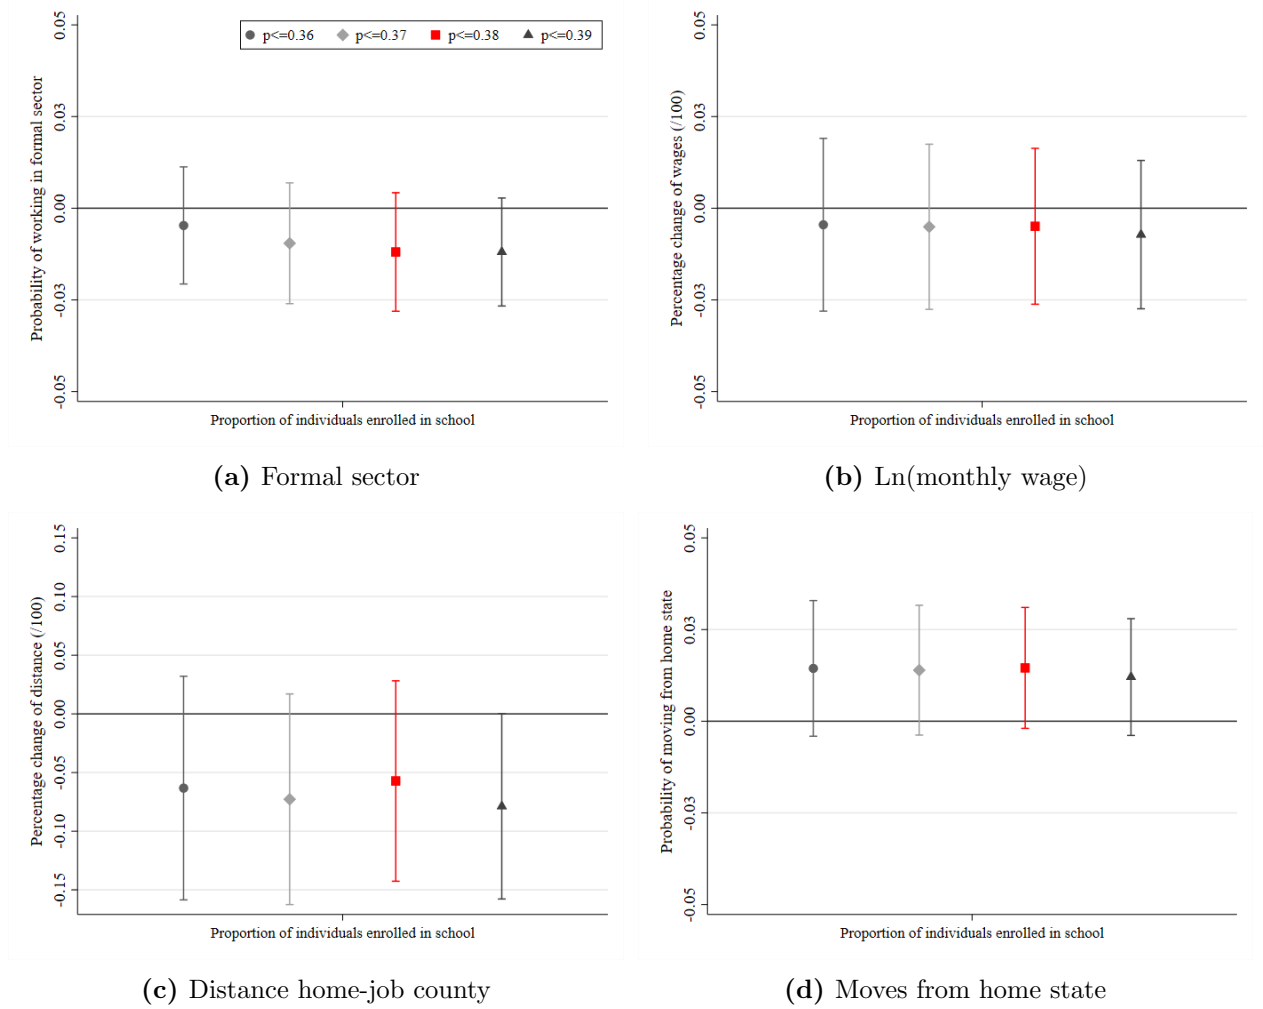 p<=0.36 p<=0.37 p<=0.38 p<=0.39
Probability of working in formal sector
0.05
0.03
0.00
-0.03
-0.05
Proportion of individuals enrolled in school
(a) Formal sector
Percentage change of wages (/100)
0.05
0.03
0.00
-0.03
-0.05
Proportion of individuals enrolled in school
(b) Ln(monthly wage)
Percentage change of distance (/100)
0.15
0.10
0.05
0.00
-0.05
-0.10
-0.15
Proportion of individuals enrolled in school
(c) Distance home-job county
Probability of moving from home state
0.05
0.03
0.00
-0.03
-0.05
Proportion of individuals enrolled in school
(d) Moves from home state